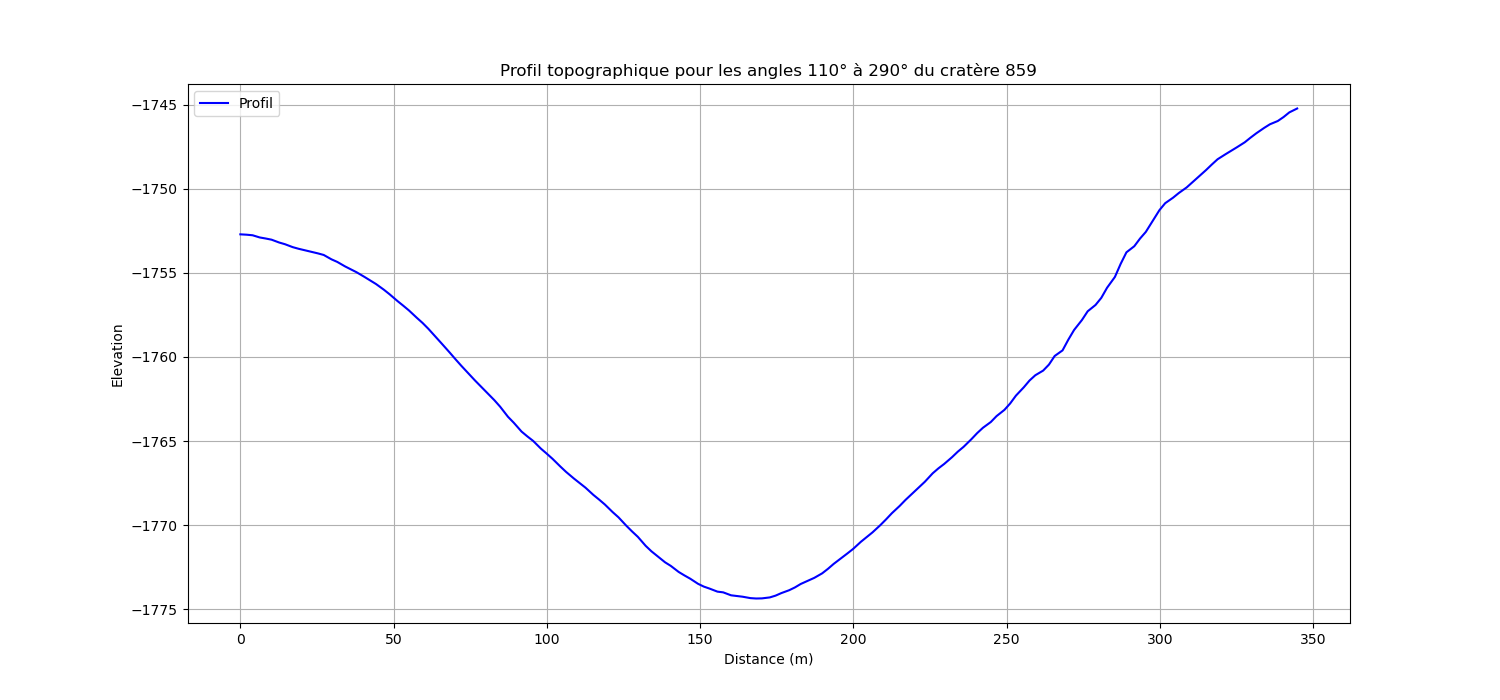 Profil topographique pour les angles 110° à 290° du cratère 859
Profil
−1745
−1750
−1755
−1760
−1765
−1770
−1775
Elevation
0 50 100 150 200 250 300 350
Distance (m)